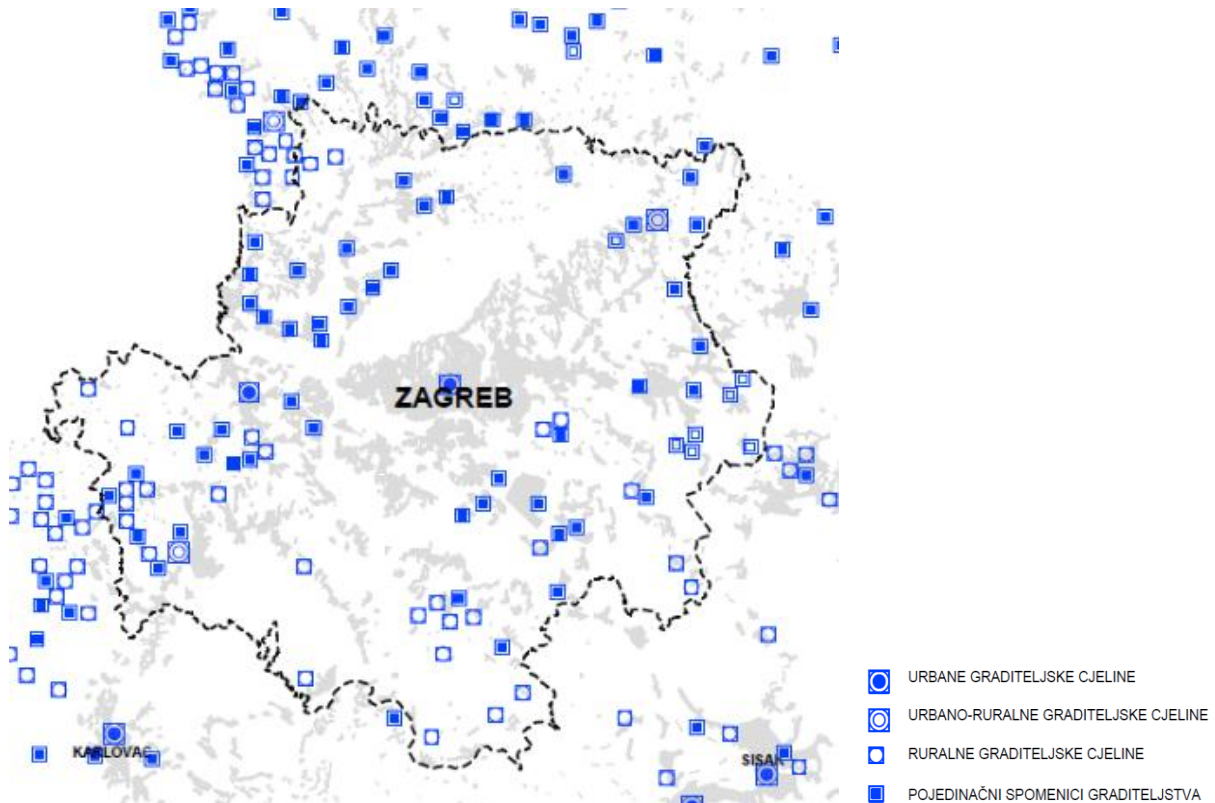 ZAGREB
KARLOVAC
SISAK
URBANE GRADITELJSKE CJELINE
URBANO-RURALNE GRADITELJSKE CJELINE
RURALNE GRADITELJSKE CJELINE
POJEDINAČNI SPOMENICI GRADITELJSTVA